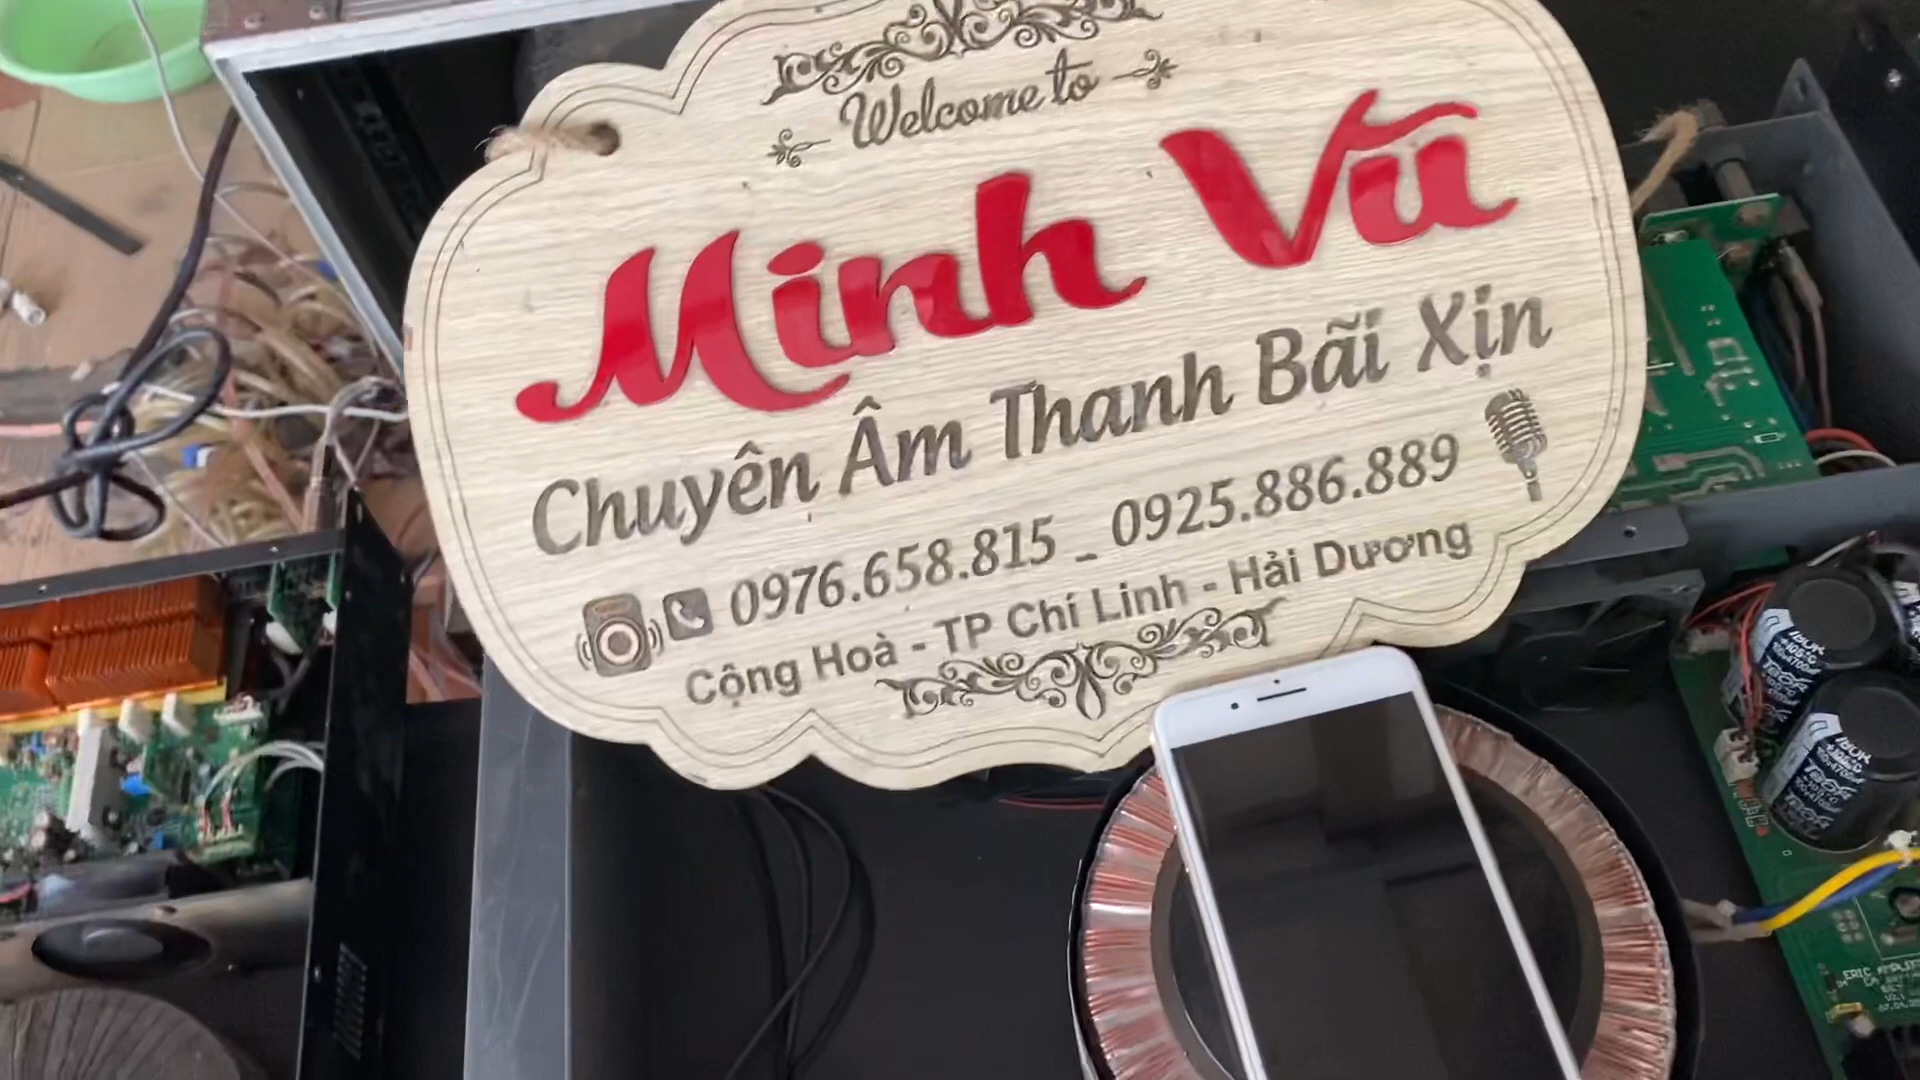 Welcome to
Minh Vũ
Chuyên Âm Thanh Bãi Xịn
0976.658.815 _ 0925.886.889
Cộng Hoà - TP Chí Linh - Hải Dương